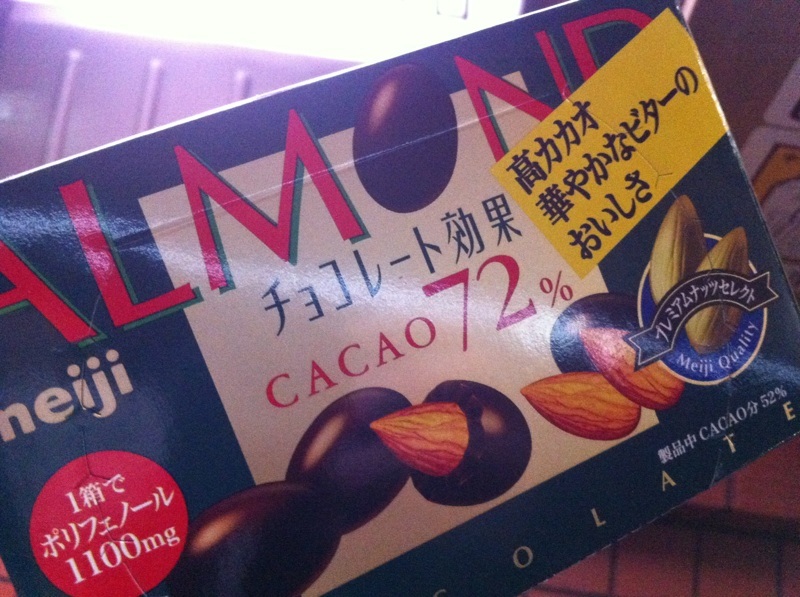 ALMOND
高カカオ
華やかなビターの
おいしさ
チョコレート効果
CACAO 72%
プレミアムナッツセレクト
Meiji Quality
meiji
1箱で
ポリフェノール
1100mg
製品中 CACAO分 52%
COLATE